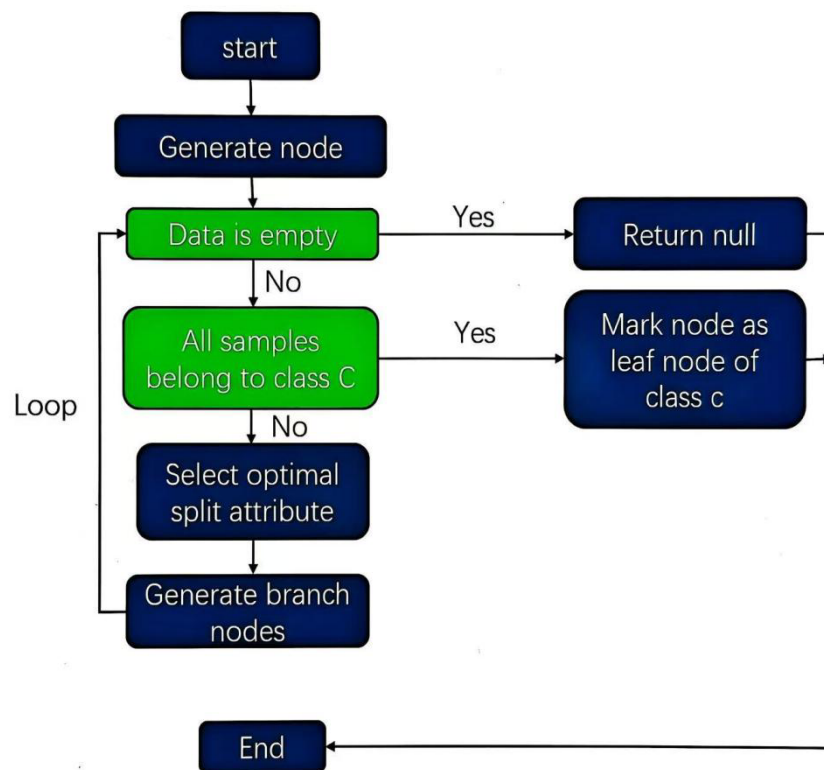 start
Generate node
Data is empty
Yes
Return null
No
All samples
belong to class C
Yes
Mark node as
leaf node of
class c
Loop
No
Select optimal
split attribute
Generate branch
nodes
End